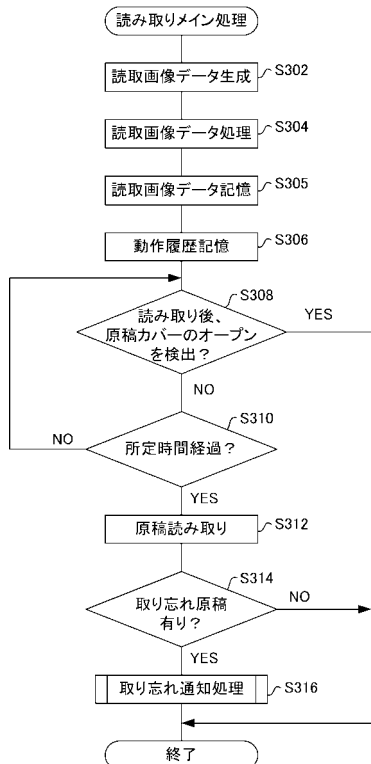 読み取りメイン処理
読取画像データ生成
S302
読取画像データ処理
S304
読取画像データ記憶
S305
動作履歴記憶
S306
S308
読み取り後、
原稿カバーのオープン
を検出？
YES
NO
S310
所定時間経過？
NO
YES
原稿読み取り
S312
S314
取り忘れ原稿
有り？
NO
YES
取り忘れ通知処理
S316
終了